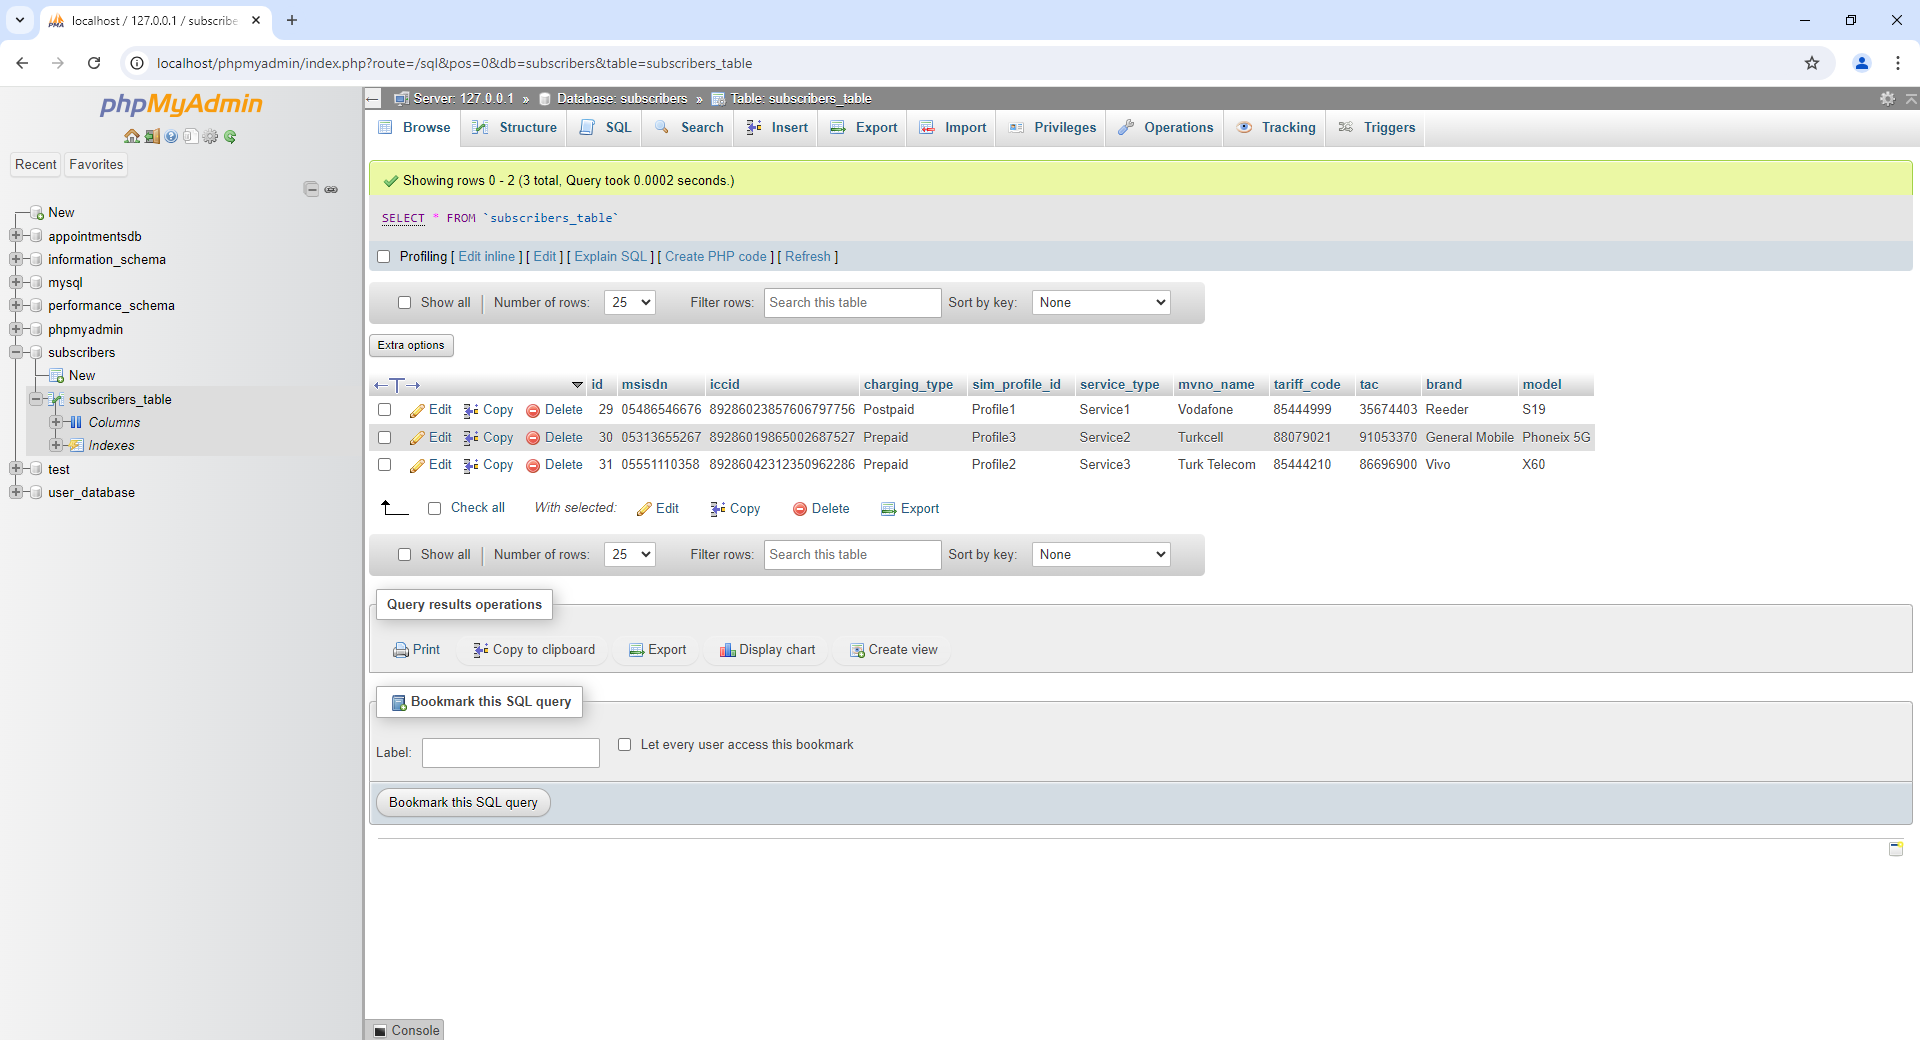 localhost / 127.0.0.1 / subscribe
localhost/phpmyadmin/index.php?route=/sql&pos=0&db=subscribers&table=subscribers_table
phpMyAdmin
Recent Favorites
New
appointmentsdb
information_schema
mysql
performance_schema
phpmyadmin
subscribers
New
subscribers_table
Columns
Indexes
test
user_database
Server: 127.0.0.1 » Database: subscribers » Table: subscribers_table
Browse Structure SQL Search Insert Export Import Privileges Operations Tracking Triggers
Showing rows 0 - 2 (3 total, Query took 0.0002 seconds.)
SELECT * FROM `subscribers_table`
Profiling [ Edit inline ] [ Edit ] [ Explain SQL ] [ Create PHP code ] [ Refresh ]
Show all Number of rows: 25 Filter rows: Search this table Sort by key: None
Extra options
id msisdn iccid charging_type sim_profile_id service_type mvno_name tariff_code tac brand model
Edit Copy Delete 29 05486546676 89286023857606797756 Postpaid Profile1 Service1 Vodafone 85444999 35674403 Reeder S19
Edit Copy Delete 30 05313655267 89286019865002687527 Prepaid Profile3 Service2 Turkcell 88079021 91053370 General Mobile Phoneix 5G
Edit Copy Delete 31 05551110358 89286042312350962286 Prepaid Profile2 Service3 Turk Telecom 85444210 86696900 Vivo X60
Check all With selected: Edit Copy Delete Export
Show all Number of rows: 25 Filter rows: Search this table Sort by key: None
Query results operations
Print Copy to clipboard Export Display chart Create view
Bookmark this SQL query
Label: Let every user access this bookmark
Bookmark this SQL query
Console